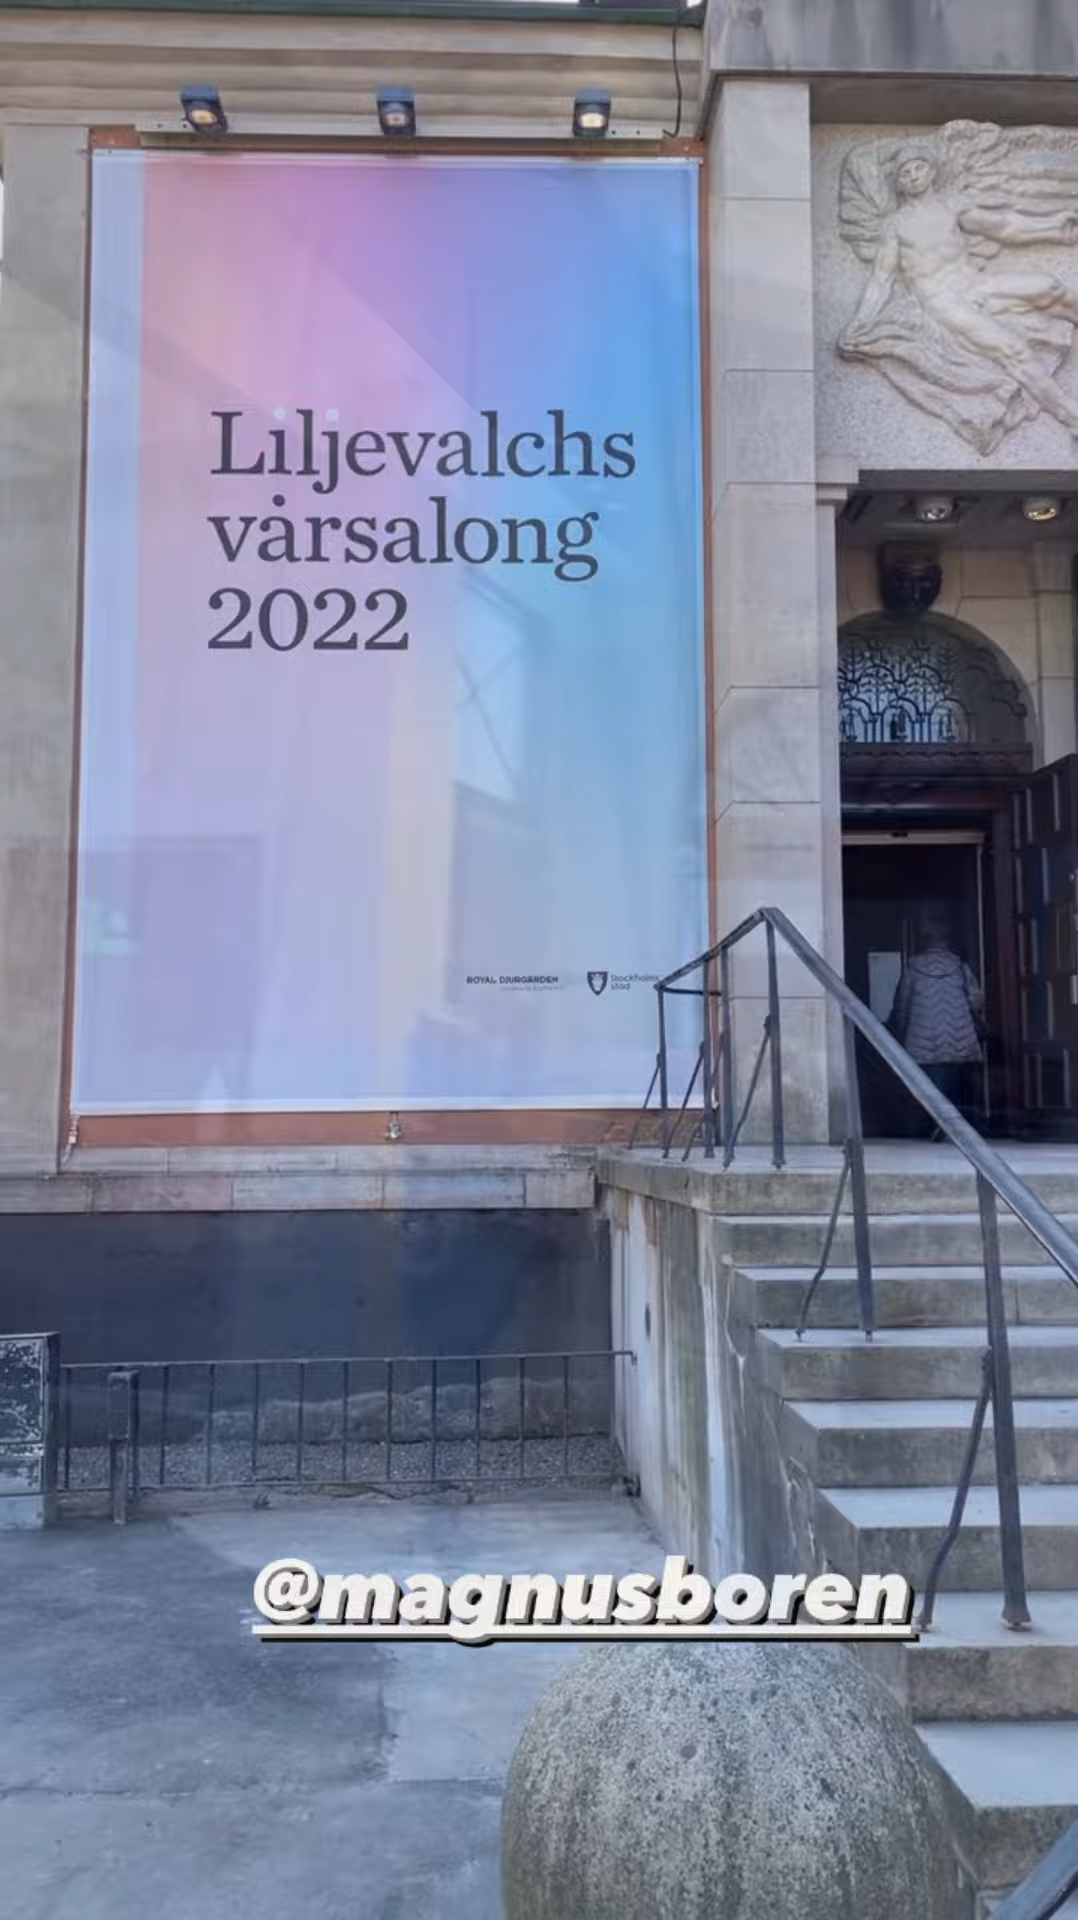 Liljevalchs
vårsalong
2022
ROYAL DJURGÅRDEN
Stockholms
stad
@magnusboren